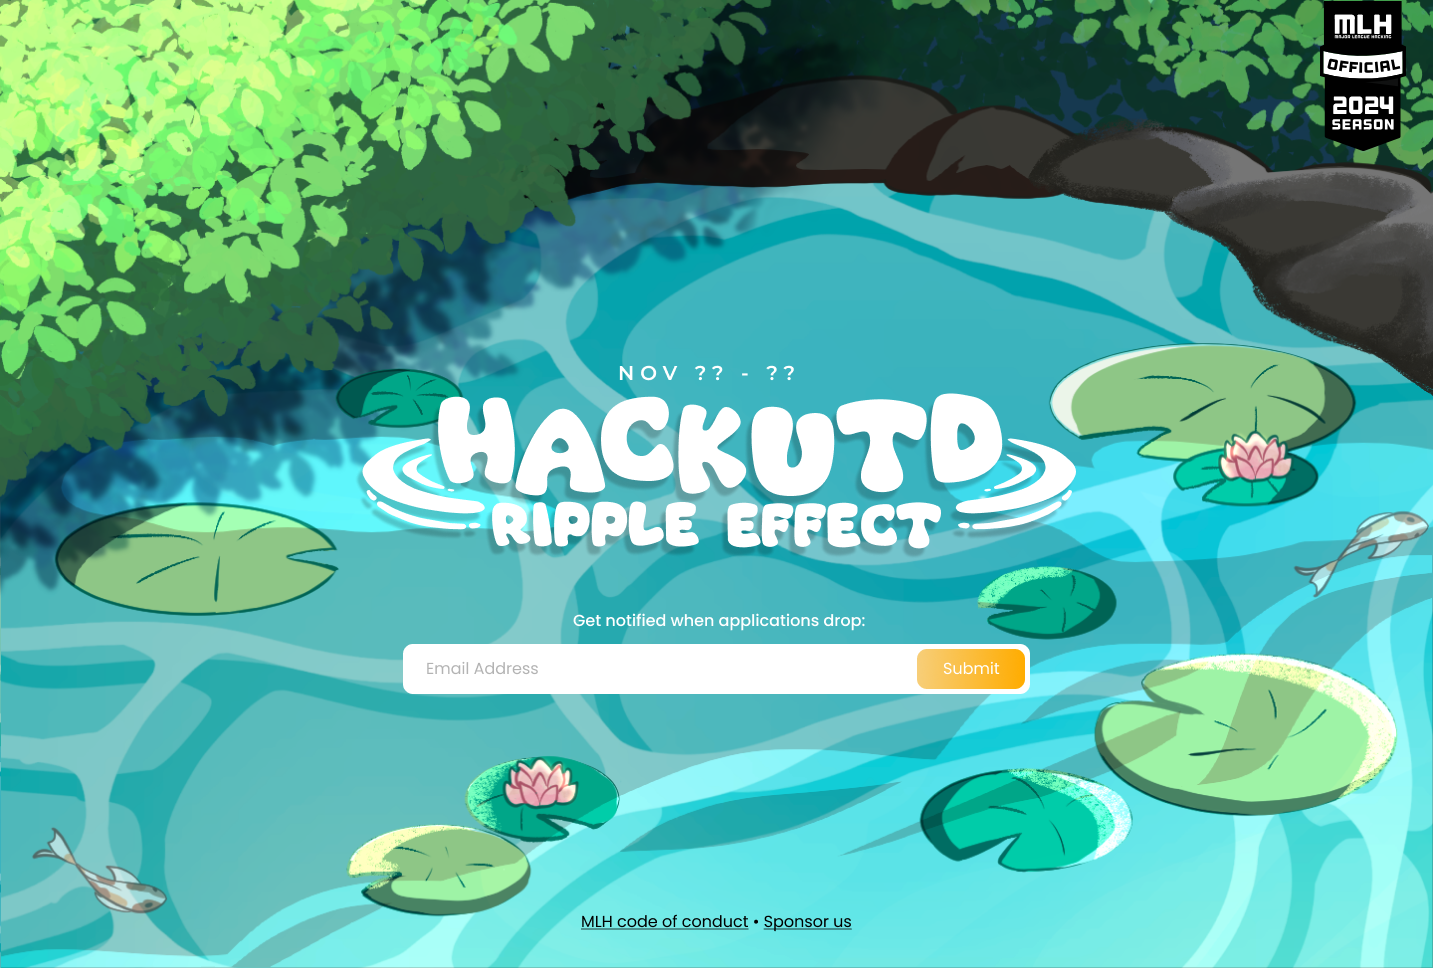 MLH
MAJOR LEAGUE HACKING
OFFICIAL
2024
SEASON
NOV ?? - ??
HACKUTD
RIPPLE EFFECT
Get notified when applications drop:
Email Address
Submit
MLH code of conduct • Sponsor us